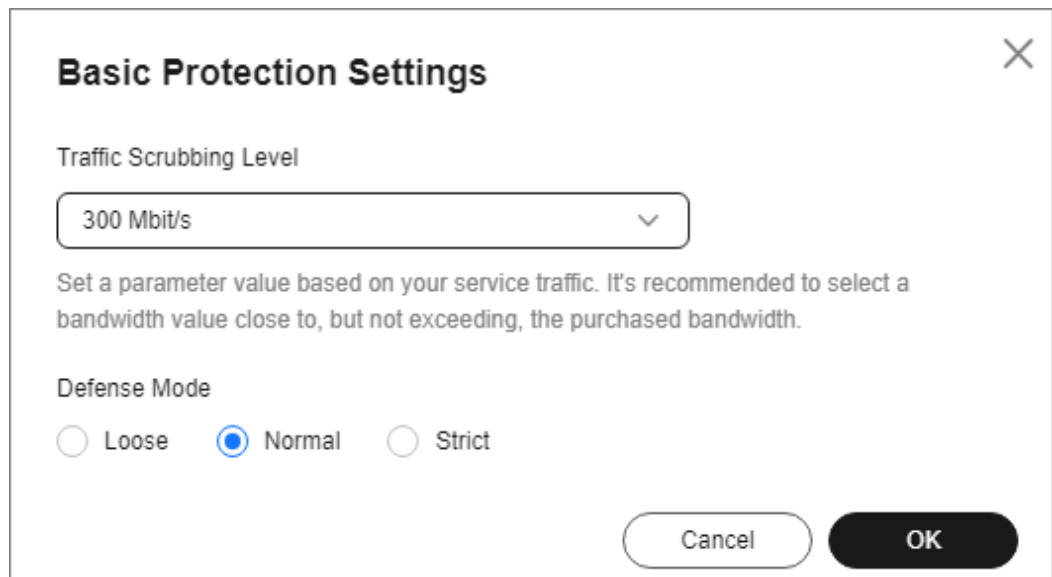 Basic Protection Settings
Traffic Scrubbing Level
300 Mbit/s
Set a parameter value based on your service traffic. It's recommended to select a
bandwidth value close to, but not exceeding, the purchased bandwidth.
Defense Mode
Loose Normal Strict
Cancel OK